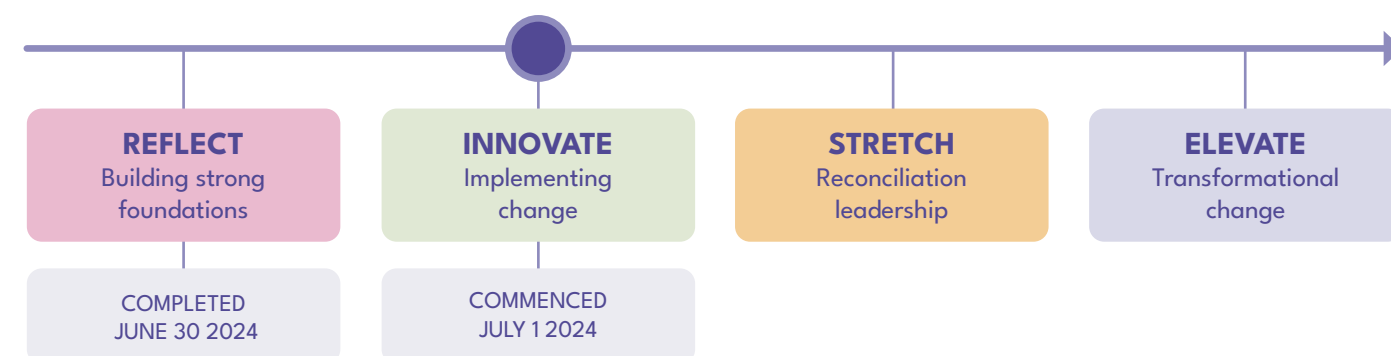 REFLECT
Building strong
foundations
COMPLETED
JUNE 30 2024
INNOVATE
Implementing
change
COMMENCED
JULY 1 2024
STRETCH
Reconciliation
leadership
ELEVATE
Transformational
change